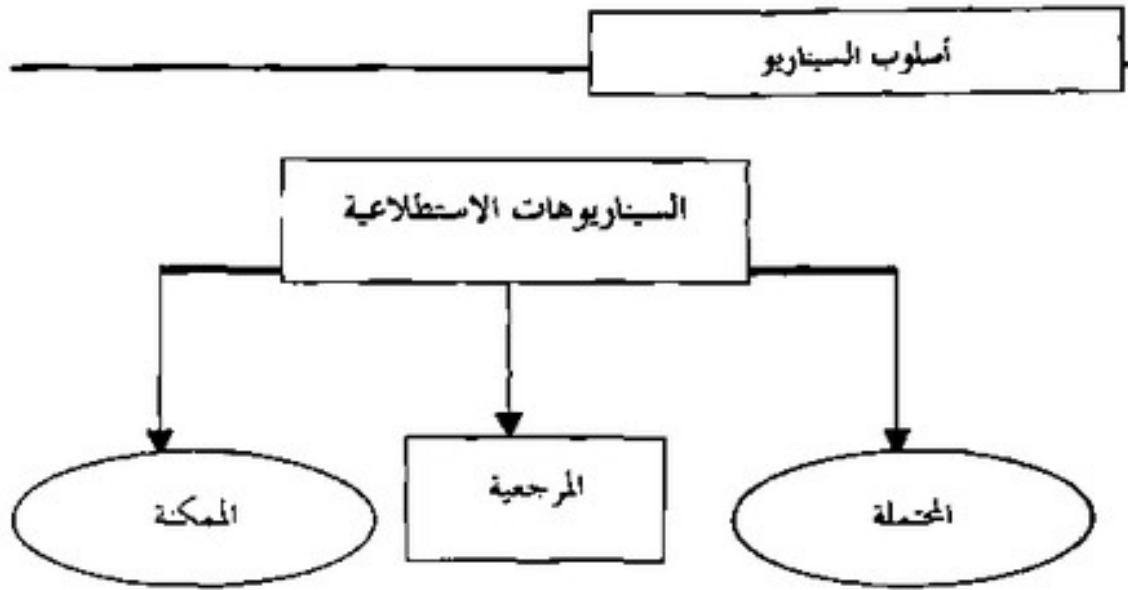 أسلوب السيناريو
السيناريوهات الاستطلاعية
المحتملة
المرجعية
الممكنة